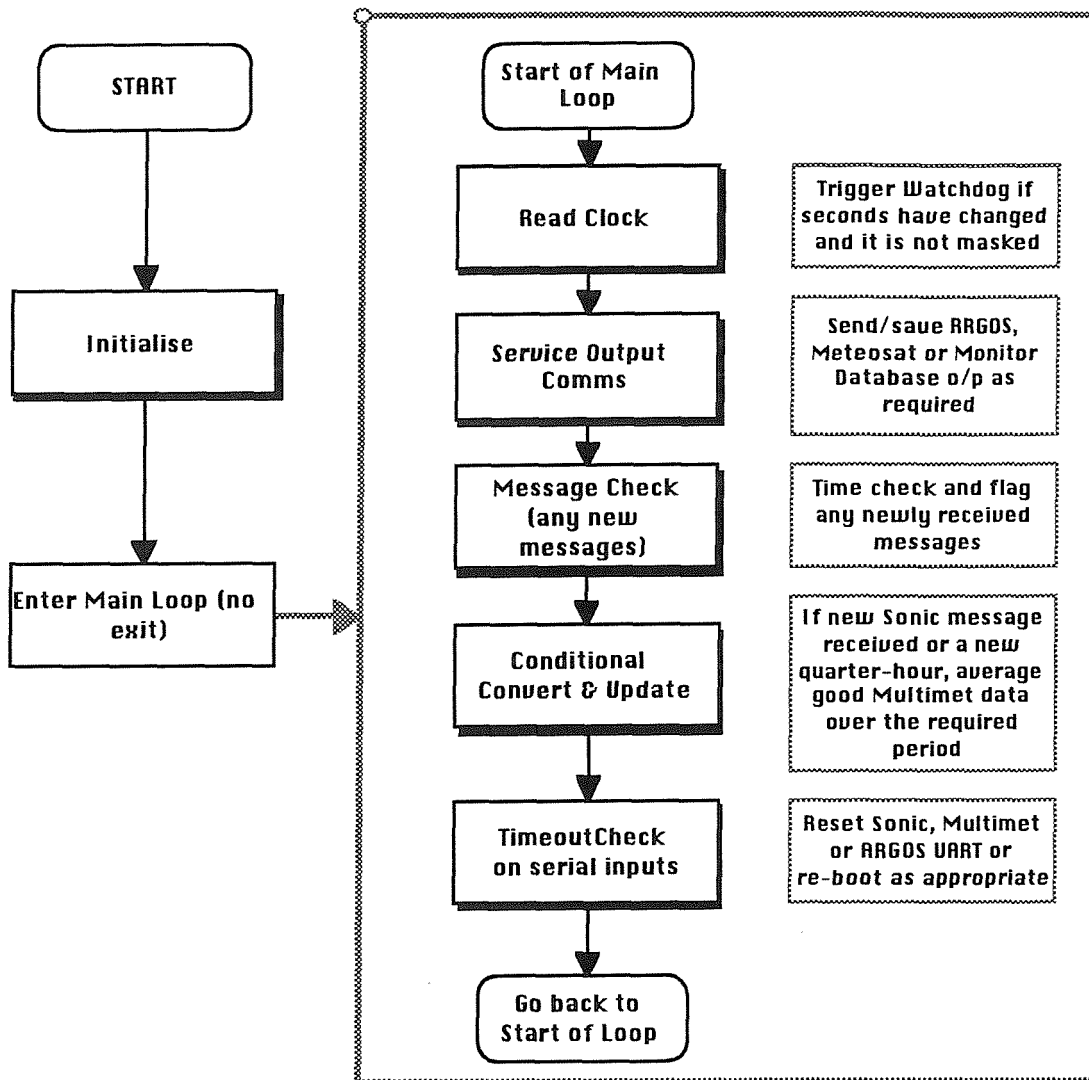 START
Initialise
Enter Main Loop (no
exit)
Start of Main
Loop
Read Clock
Trigger Watchdog if
seconds have changed
and it is not masked
Service Output
Comms
Send/save ARGOS,
Meteosat or Monitor
Database o/p as
required
Message Check
(any new
messages)
Time check and flag
any newly received
messages
Conditional
Convert & Update
If new Sonic message
received or a new
quarter-hour, average
good Multimet data
over the required
period
TimeoutCheck
on serial inputs
Reset Sonic, Multimet
or ARGOS UART or
re-boot as appropriate
Go back to
Start of Loop